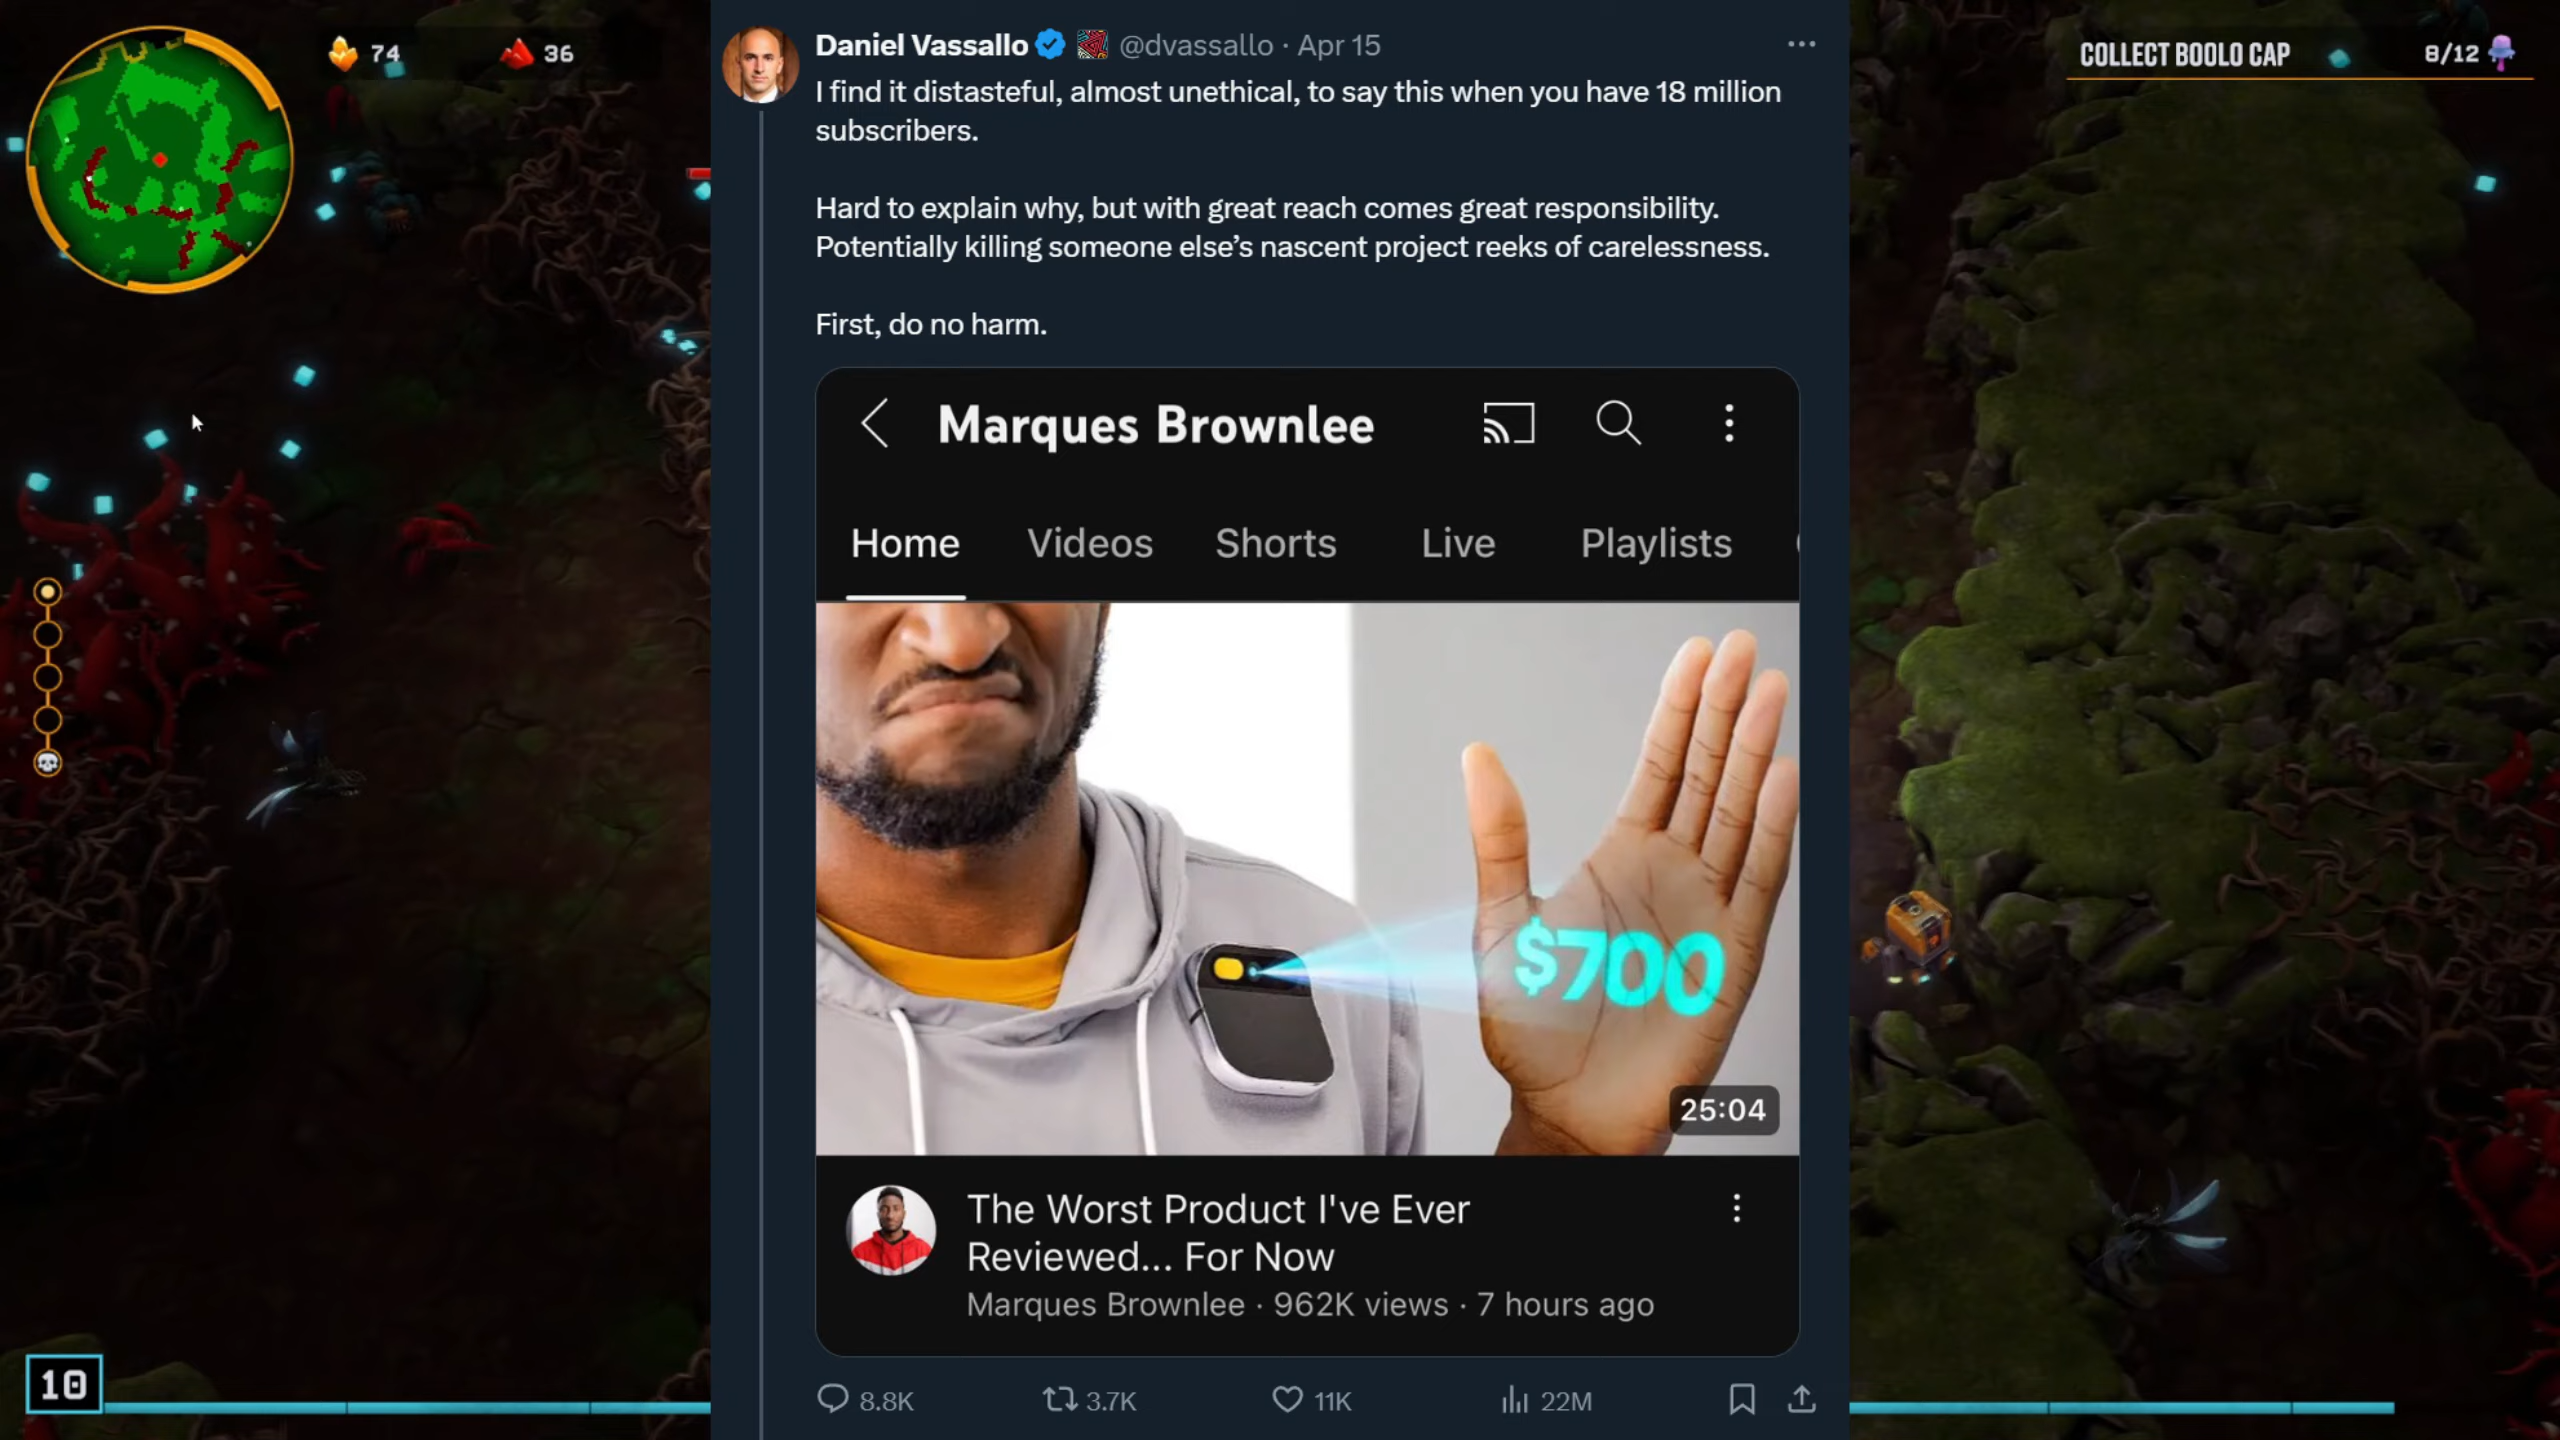 74
36
COLLECT BOOLO CAP
8/12
Daniel Vassallo @dvassallo · Apr 15
I find it distasteful, almost unethical, to say this when you have 18 million
subscribers.
Hard to explain why, but with great reach comes great responsibility.
Potentially killing someone else’s nascent project reeks of carelessness.
First, do no harm.
Marques Brownlee
Home Videos Shorts Live Playlists
$700
25:04
The Worst Product I've Ever
Reviewed... For Now
Marques Brownlee · 962K views · 7 hours ago
8.8K 3.7K 11K 22M
10